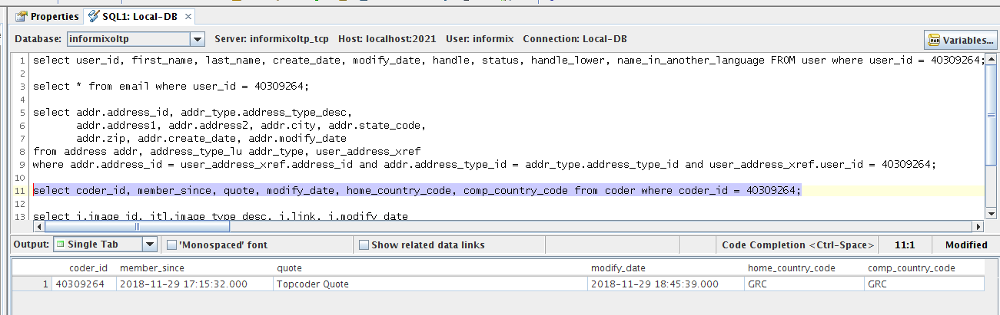 Properties SQL1: Local-DB
Database: informixoltp Server: informixoltp_tcp Host: localhost:2021 User: informix Connection: Local-DB Variables...
1 select user_id, first_name, last_name, create_date, modify_date, handle, status, handle_lower, name_in_another_language FROM user where user_id = 40309264;
2
3 select * from email where user_id = 40309264;
4
5 select addr.address_id, addr_type.address_type_desc,
6 addr.address1, addr.address2, addr.city, addr.state_code,
7 addr.zip, addr.create_date, addr.modify_date
8 from address addr, address_type_lu addr_type, user_address_xref
9 where addr.address_id = user_address_xref.address_id and addr.address_type_id = addr_type.address_type_id and user_address_xref.user_id = 40309264;
10
11 select coder_id, member_since, quote, modify_date, home_country_code, comp_country_code from coder where coder_id = 40309264;
12
13 select i.image_id, itl.image_type_desc, i.link, i.modify_date
Output: Single Tab 'Monospaced' font Show related data links Code Completion <Ctrl-Space> 11:1 Modified
coder_id member_since quote modify_date home_country_code comp_country_code
1 40309264 2018-11-29 17:15:32.000 Topcoder Quote 2018-11-29 18:45:39.000 GRC GRC